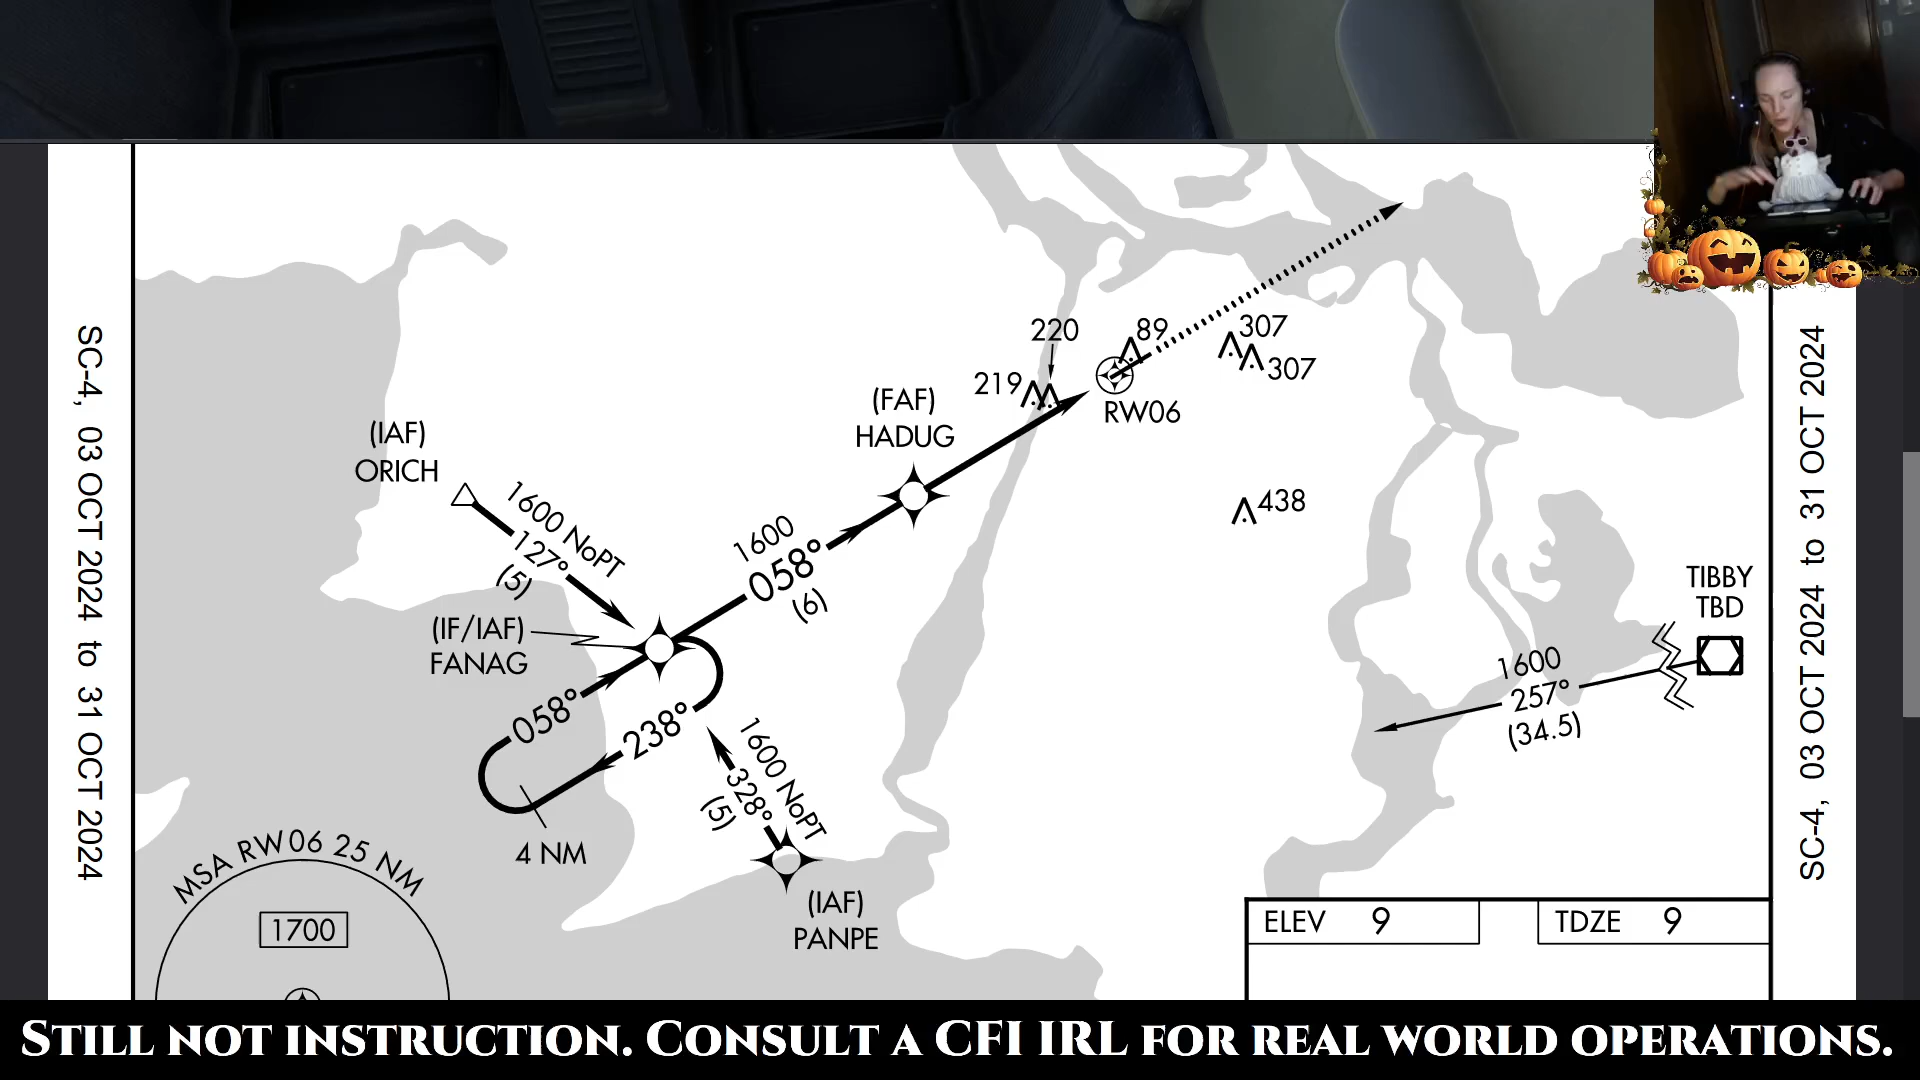 SC-4, 03 OCT 2024 to 31 OCT 2024
220
89
307
307
219
RW06
(FAF)
HADUG
(IAF)
ORICH
1600 NoPT
127°
(5)
438
1600
058°
(6)
TIBBY
TBD
(IF/IAF)
FANAG
1600
257°
(34.5)
058°
238°
1600 NoPT
328°
(5)
4 NM
(IAF)
PANPE
MSA RW06 25 NM
1700
ELEV 9
TDZE 9
SC-4, 03 OCT 2024 to 31 OCT 2024
STILL NOT INSTRUCTION. CONSULT A CFI IRL FOR REAL WORLD OPERATIONS.